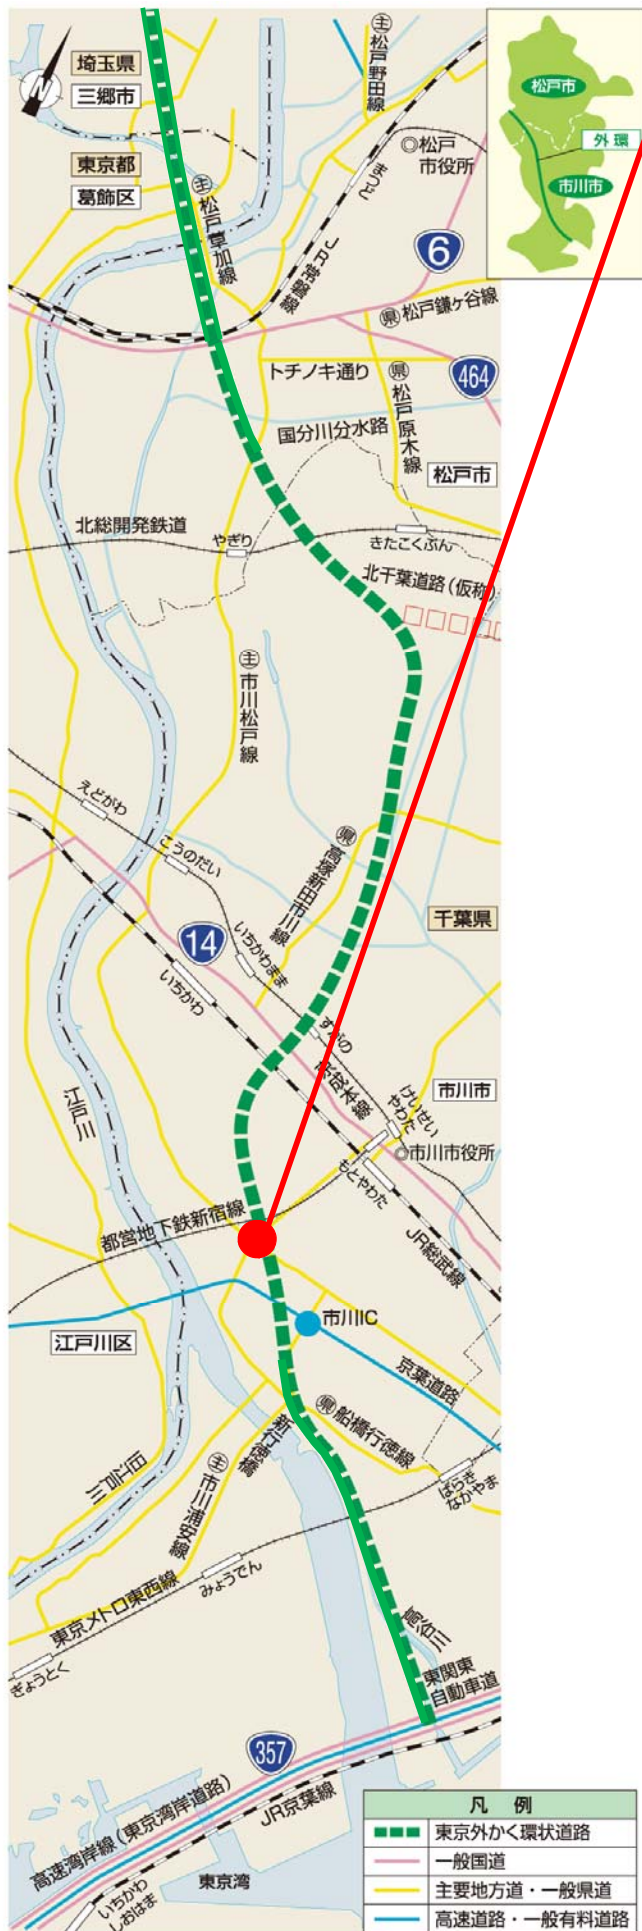 埼玉県
三郷市
東京都
葛飾区
N
主
松戸野田線
松戸
市役所
まつど
松戸市
外環
市川市
主
松戸草加線
JR常磐線
6
県
松戸鎌ヶ谷線
トチノキ通り
464
県
松戸原木線
国分川分水路
松戸市
北総開発鉄道
やぎり
きたこくぶん
北千葉道路(仮称)
主
市川松戸線
えどがわ
こうのだい
県
高塚新田市川線
千葉県
14
いちかわまま
いちかわ
すがの
京成本線
市川市
けいせい
やわた
市川市役所
もとやわた
江戸川
都営地下鉄新宿線
JR総武線
市川IC
江戸川区
京葉道路
県
船橋行徳線
新行徳橋
主
市川浦安線
旧江戸川
ばらき
なかやま
みょうでん
東京メトロ東西線
ぎょうとく
高谷川
東関東
自動車道
357
高速湾岸線(東京湾岸道路)
JR京葉線
東京湾
いちかわ
しおはま
凡例
東京外かく環状道路
一般国道
主要地方道・一般県道
高速道路・一般有料道路